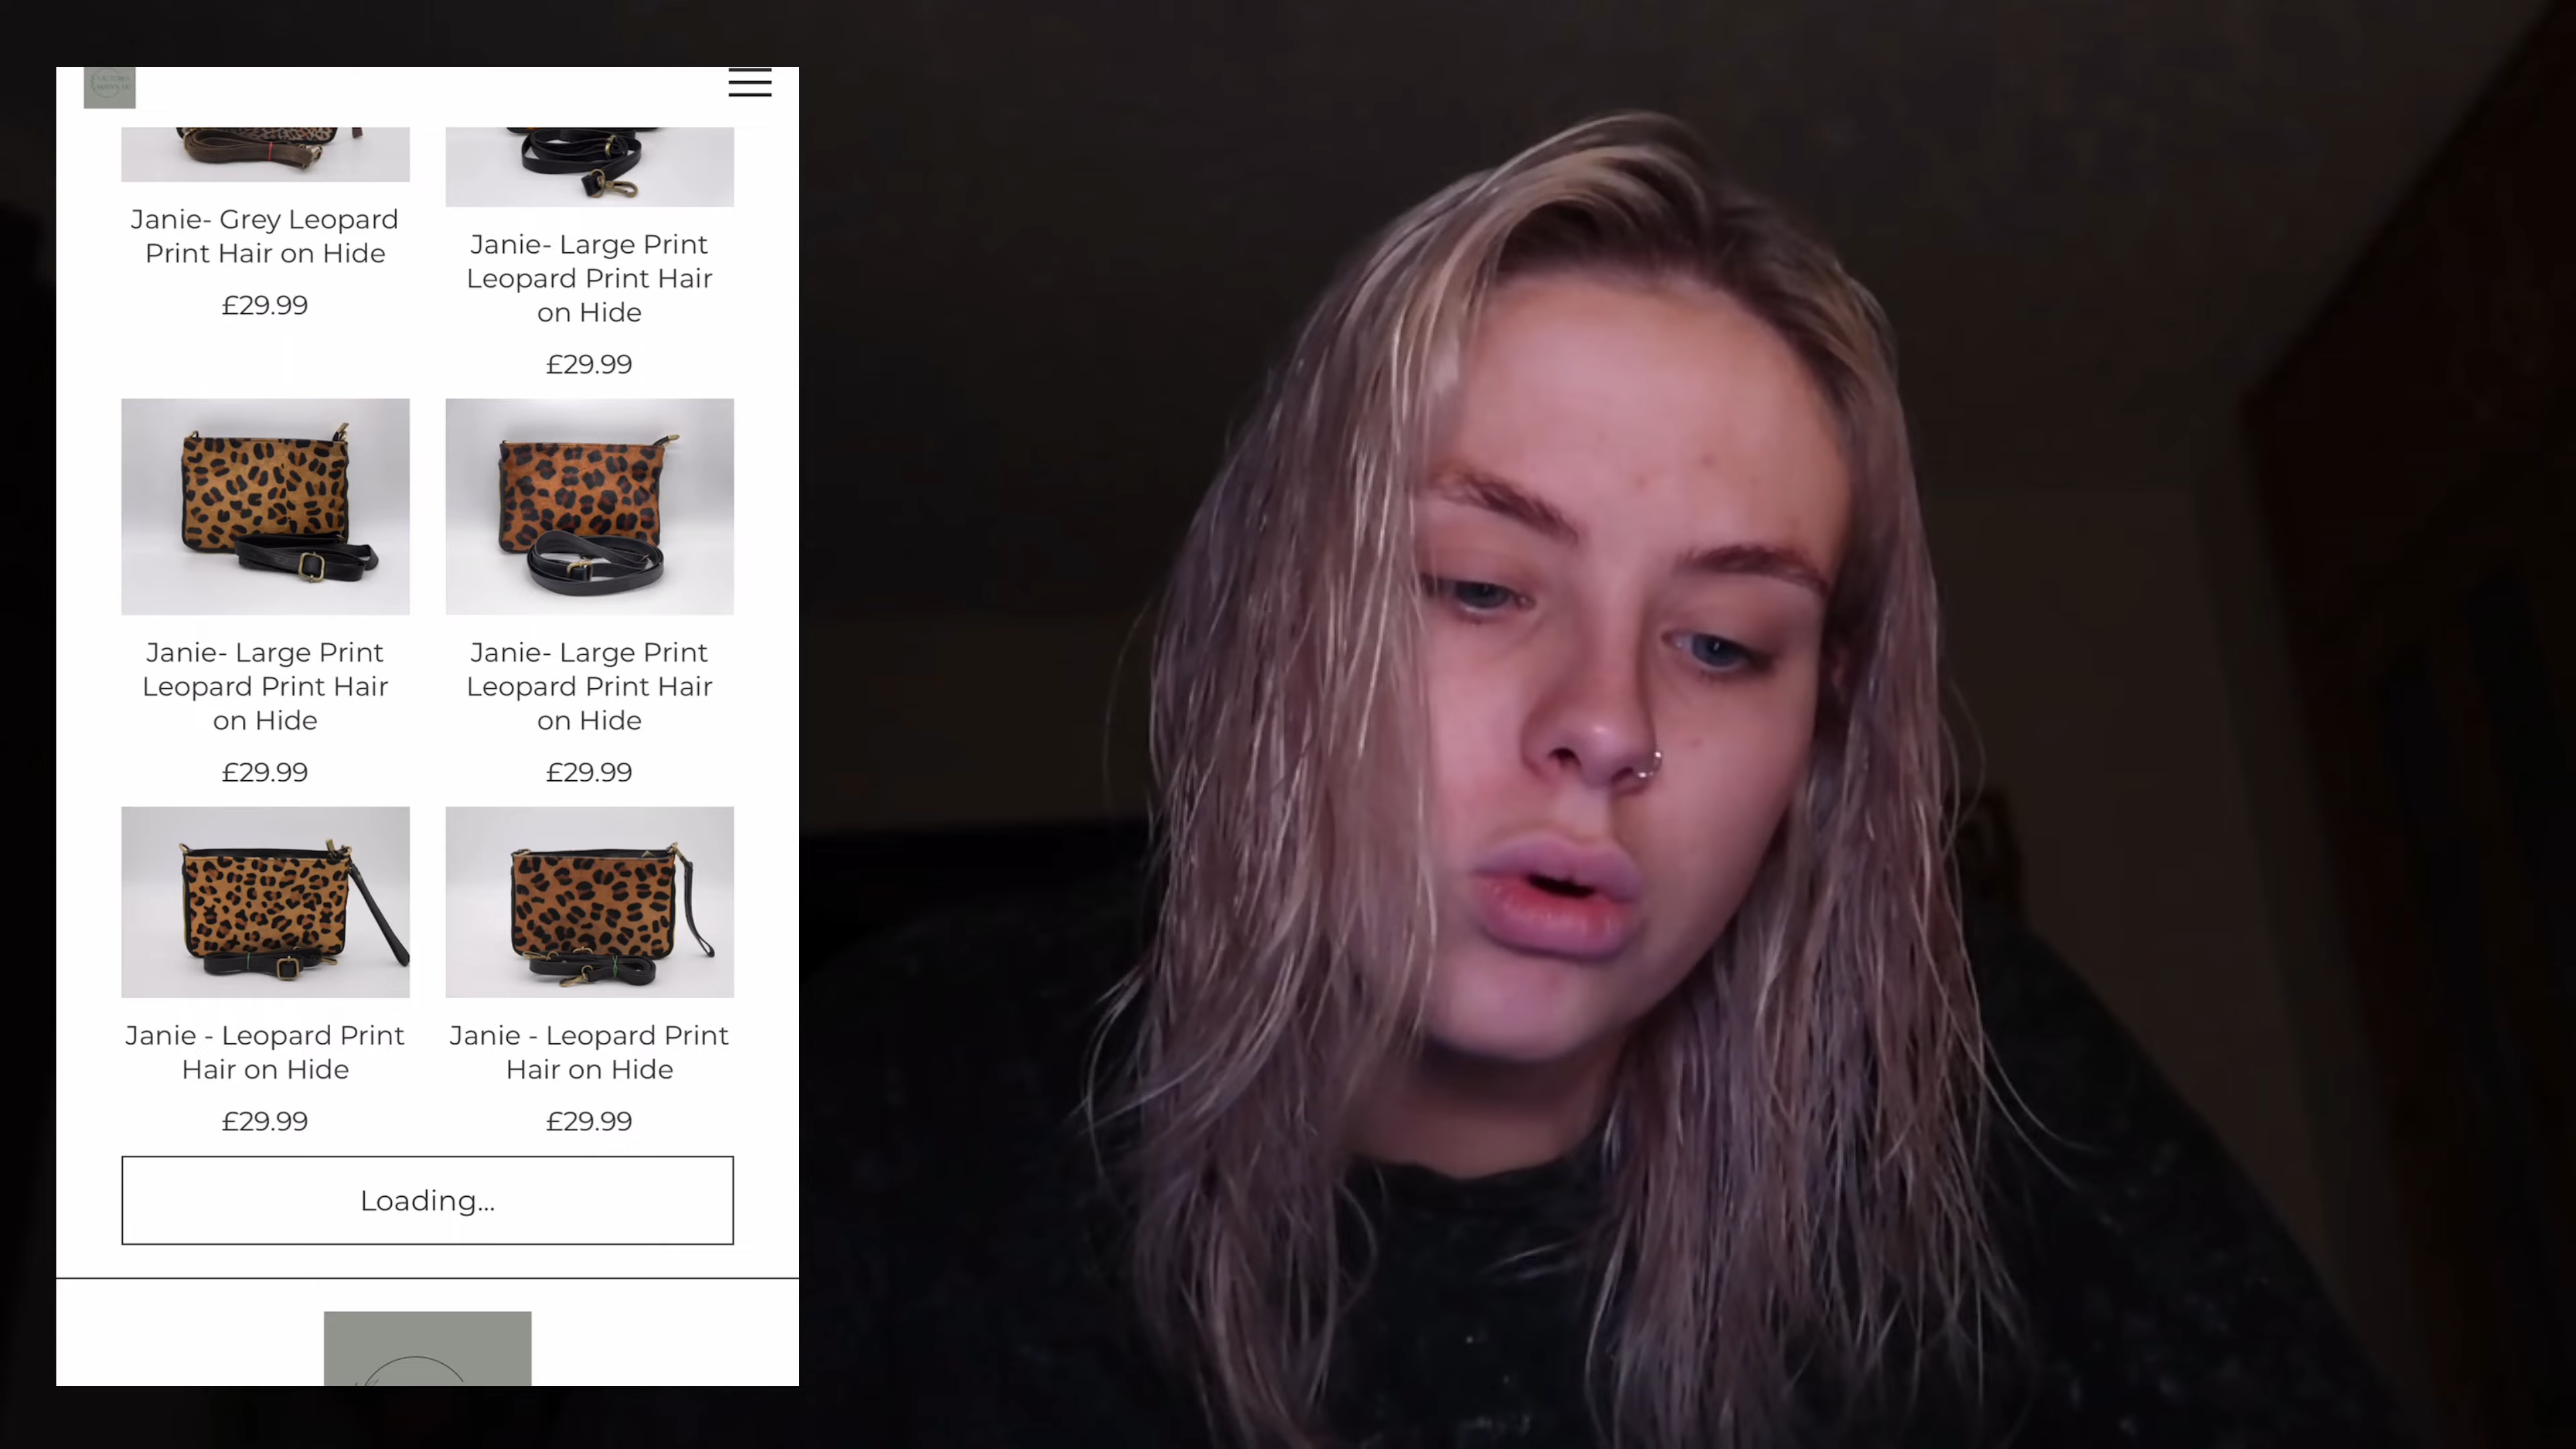 Janie- Grey Leopard
Print Hair on Hide
£29.99
Janie- Large Print
Leopard Print Hair
on Hide
£29.99
Janie- Large Print
Leopard Print Hair
on Hide
£29.99
Janie- Large Print
Leopard Print Hair
on Hide
£29.99
Janie - Leopard Print
Hair on Hide
£29.99
Janie - Leopard Print
Hair on Hide
£29.99
Loading...